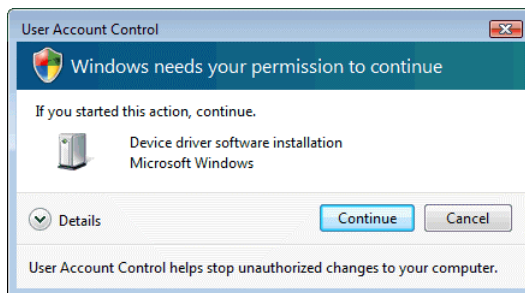 User Account Control
Windows needs your permission to continue
If you started this action, continue.
Device driver software installation
Microsoft Windows
Details
Continue
Cancel
User Account Control helps stop unauthorized changes to your computer.